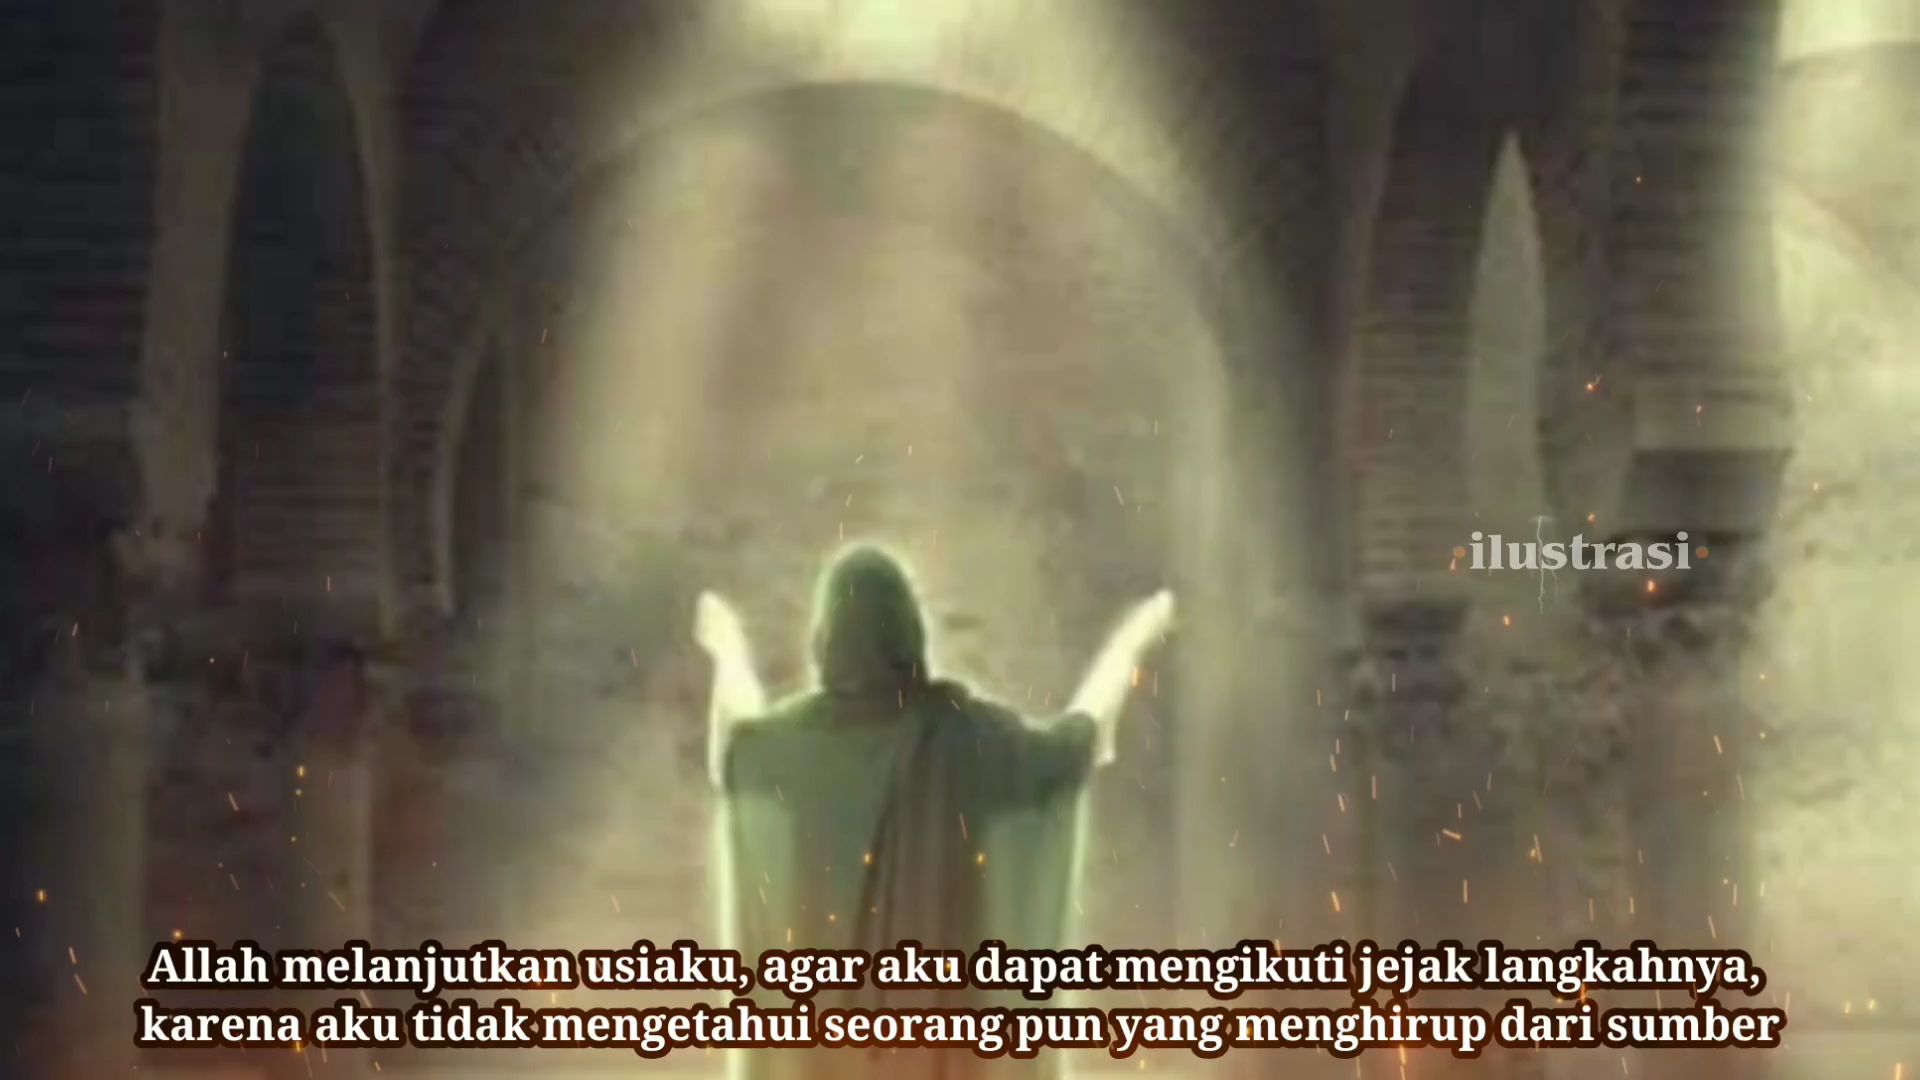 •ilustrasi•
Allah melanjutkan usiaku, agar aku dapat mengikuti jejak langkahnya,
karena aku tidak mengetahui seorang pun yang menghirup dari sumber